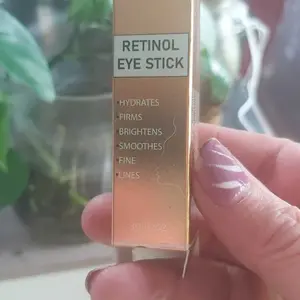 RETINOL
EYE STICK
•HYDRATES
•FIRMS
•BRIGHTENS
•SMOOTHES
•FINE
•LINES